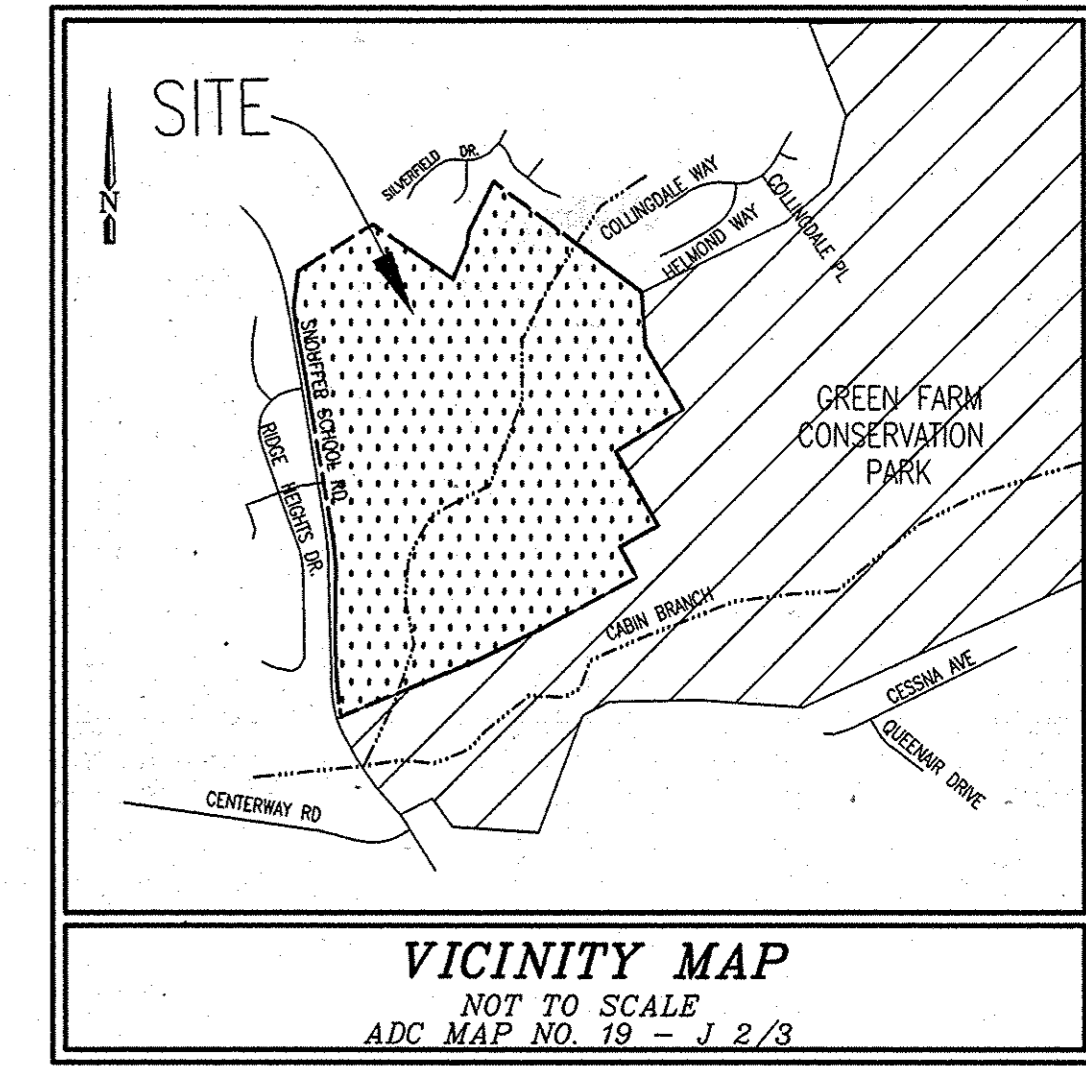 SITE
N
SILVERFIELD DR.
COLLINGDALE WAY
HELMOND WAY
COLLINGDALE PL
SNOUFFER SCHOOL RD.
RIDGE HEIGHTS DR.
GREEN FARM
CONSERVATION
PARK
CABIN BRANCH
CESSNA AVE
QUEENAIR DRIVE
CENTERWAY RD
VICINITY MAP
NOT TO SCALE
ADC MAP NO. 19 - J 2/3